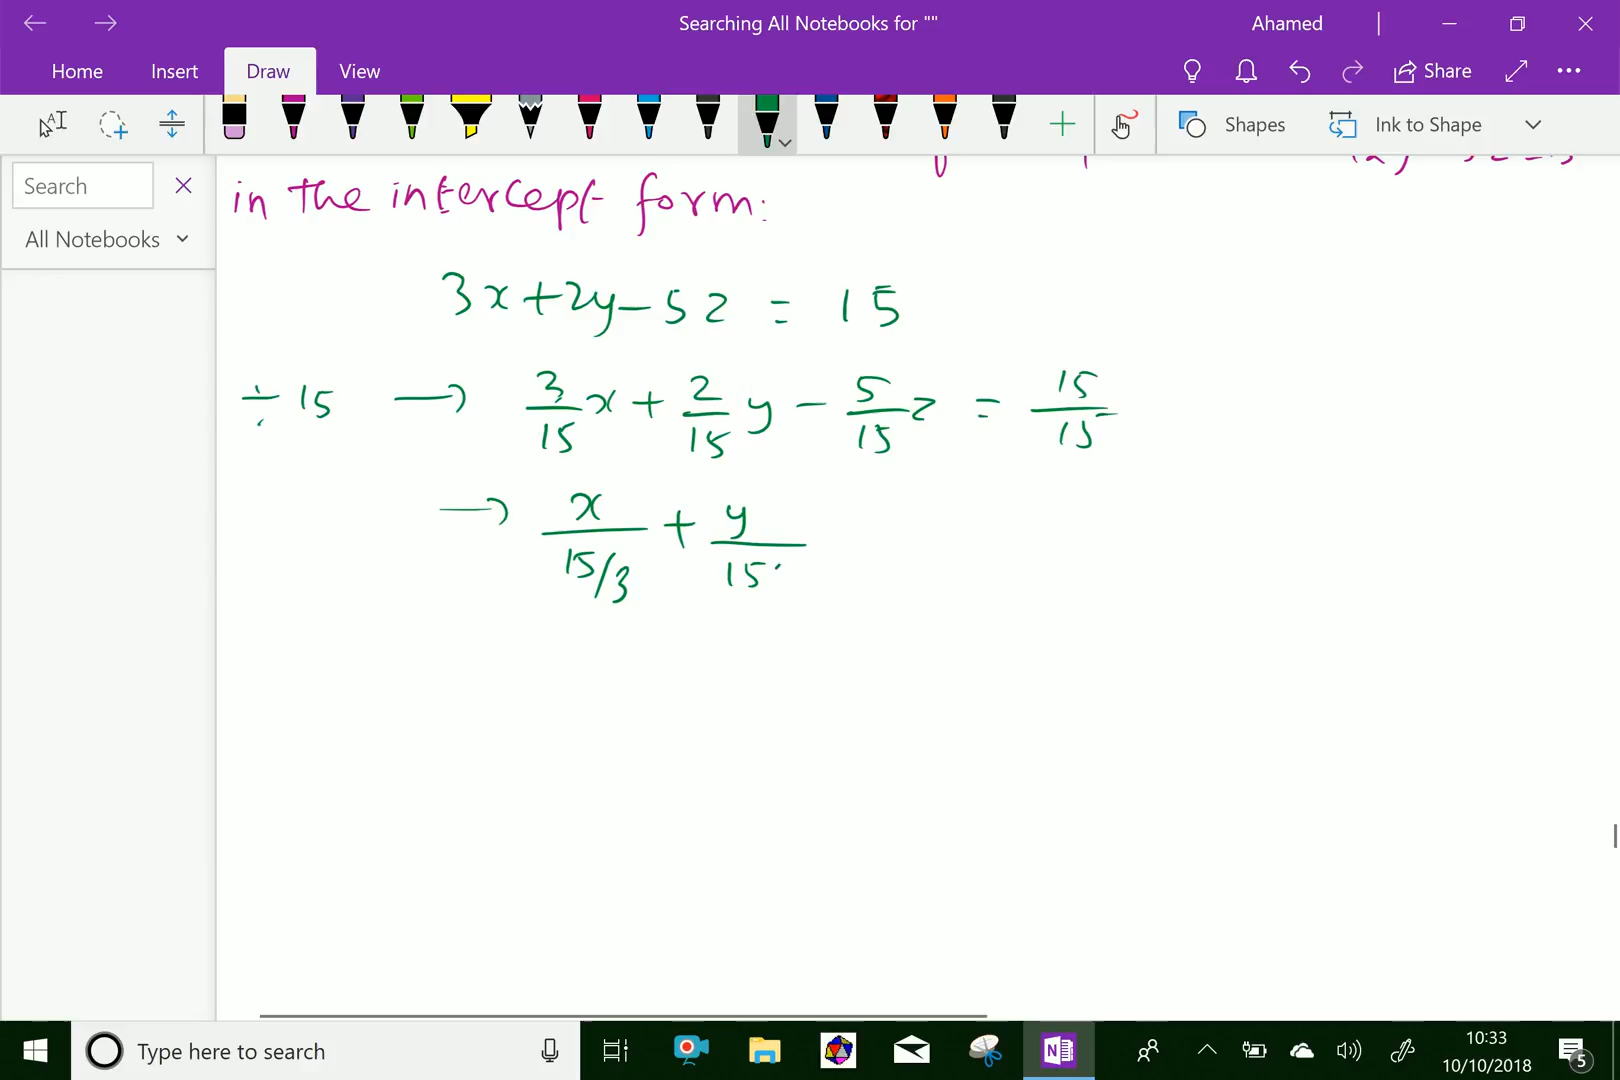 Searching All Notebooks for "" Ahamed
Home Insert Draw View Share
Shapes Ink to Shape
Search
All Notebooks
in the intercept form:
3x+2y-5z = 15
÷ 15 → 3/15 x + 2/15 y - 5/15 z = 15/15
→ x/(15/3) + y/15
Type here to search
10:33
10/10/2018
5